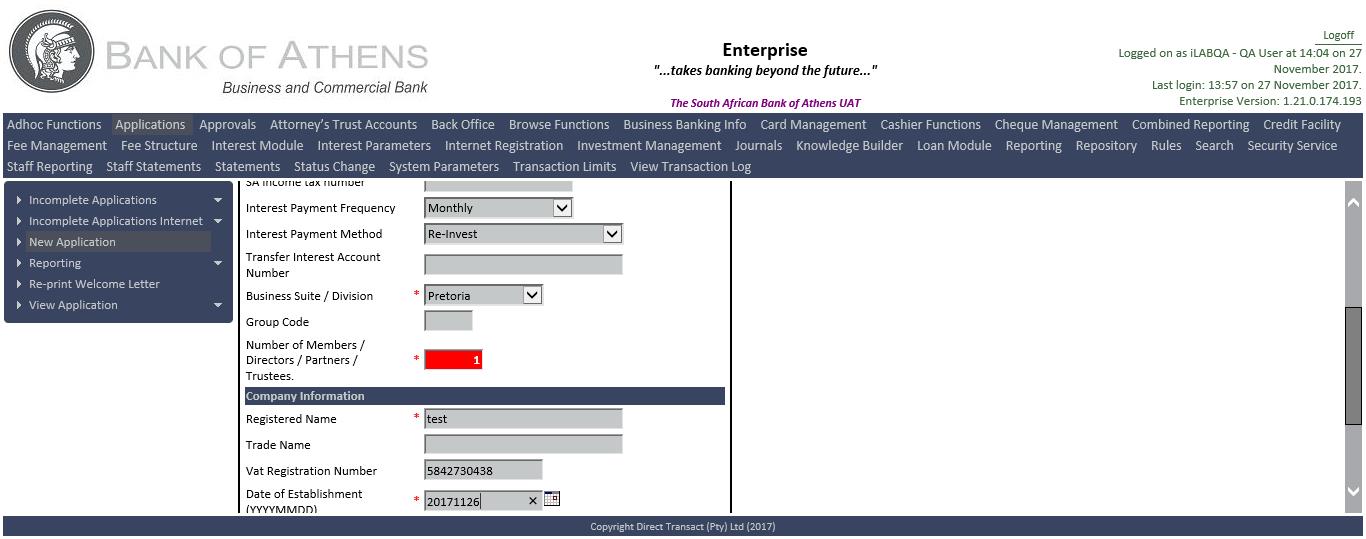 BANK OF ATHENS
Business and Commercial Bank
Enterprise
"...takes banking beyond the future..."
The South African Bank of Athens UAT
Logoff
Logged on as iLABQA - QA User at 14:04 on 27
November 2017.
Last login: 13:57 on 27 November 2017.
Enterprise Version: 1.21.0.174.193
Adhoc Functions Applications Approvals Attorney's Trust Accounts Back Office Browse Functions Business Banking Info Card Management Cashier Functions Cheque Management Combined Reporting Credit Facility
Fee Management Fee Structure Interest Module Interest Parameters Internet Registration Investment Management Journals Knowledge Builder Loan Module Reporting Repository Rules Search Security Service
Staff Reporting Staff Statements Statements Status Change System Parameters Transaction Limits View Transaction Log
Incomplete Applications
Incomplete Applications Internet
New Application
Reporting
Re-print Welcome Letter
View Application
SA income tax number
Interest Payment Frequency Monthly
Interest Payment Method Re-Invest
Transfer Interest Account
Number
Business Suite / Division * Pretoria
Group Code
Number of Members /
Directors / Partners / * 1
Trustees.
Company Information
Registered Name * test
Trade Name
Vat Registration Number 5842730438
Date of Establishment * 20171126 ×
(YYYYMMDD)
Copyright Direct Transact (Pty) Ltd (2017)